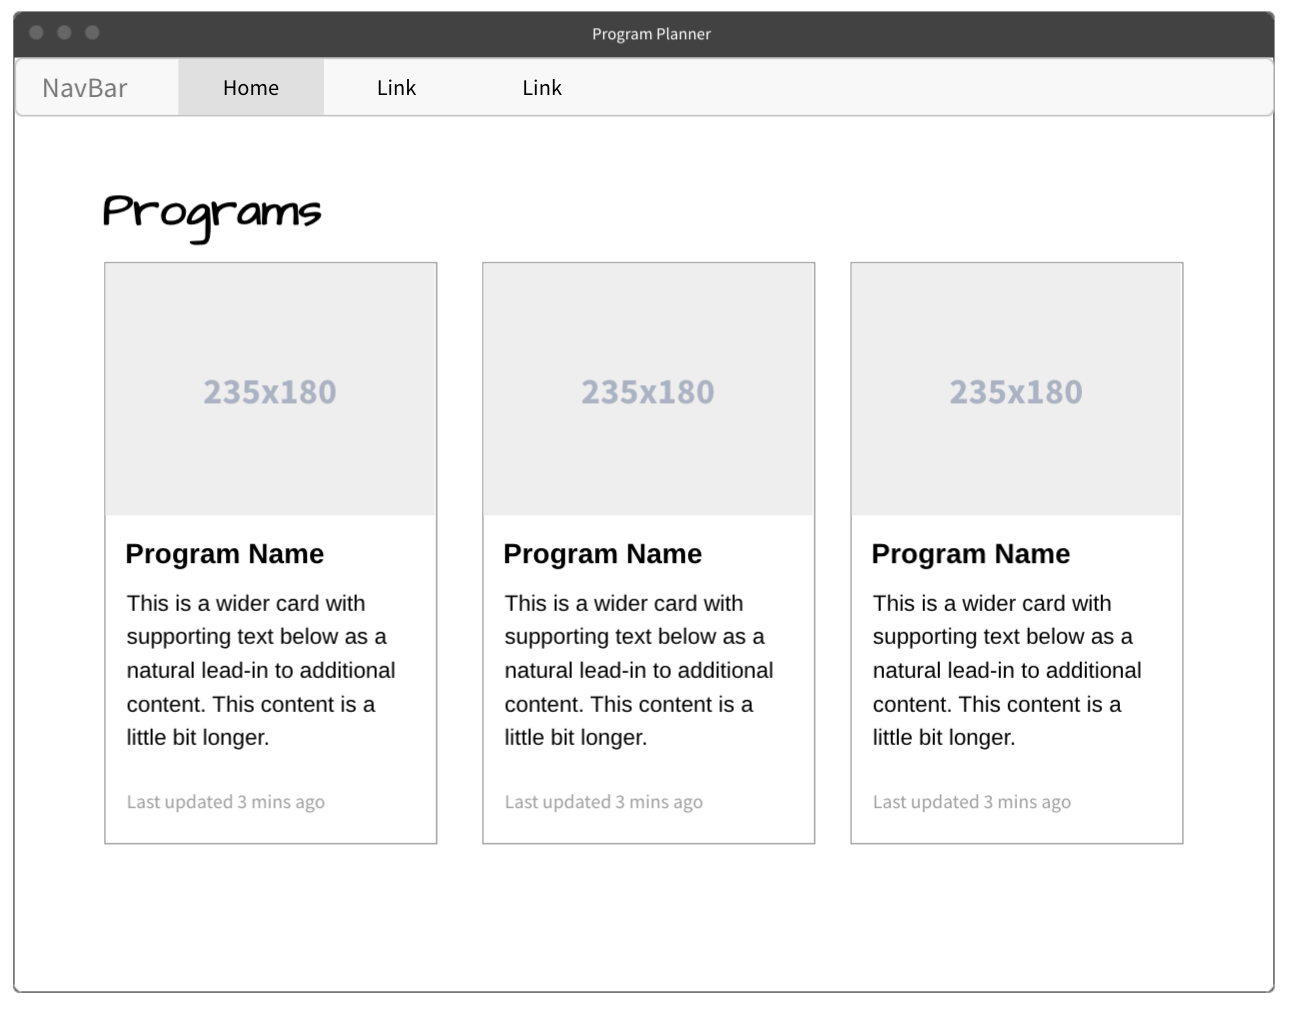 Program Planner
NavBar Home Link Link
Programs
235x180 235x180 235x180
Program Name
This is a wider card with
supporting text below as a
natural lead-in to additional
content. This content is a
little bit longer.
Last updated 3 mins ago
Program Name
This is a wider card with
supporting text below as a
natural lead-in to additional
content. This content is a
little bit longer.
Last updated 3 mins ago
Program Name
This is a wider card with
supporting text below as a
natural lead-in to additional
content. This content is a
little bit longer.
Last updated 3 mins ago